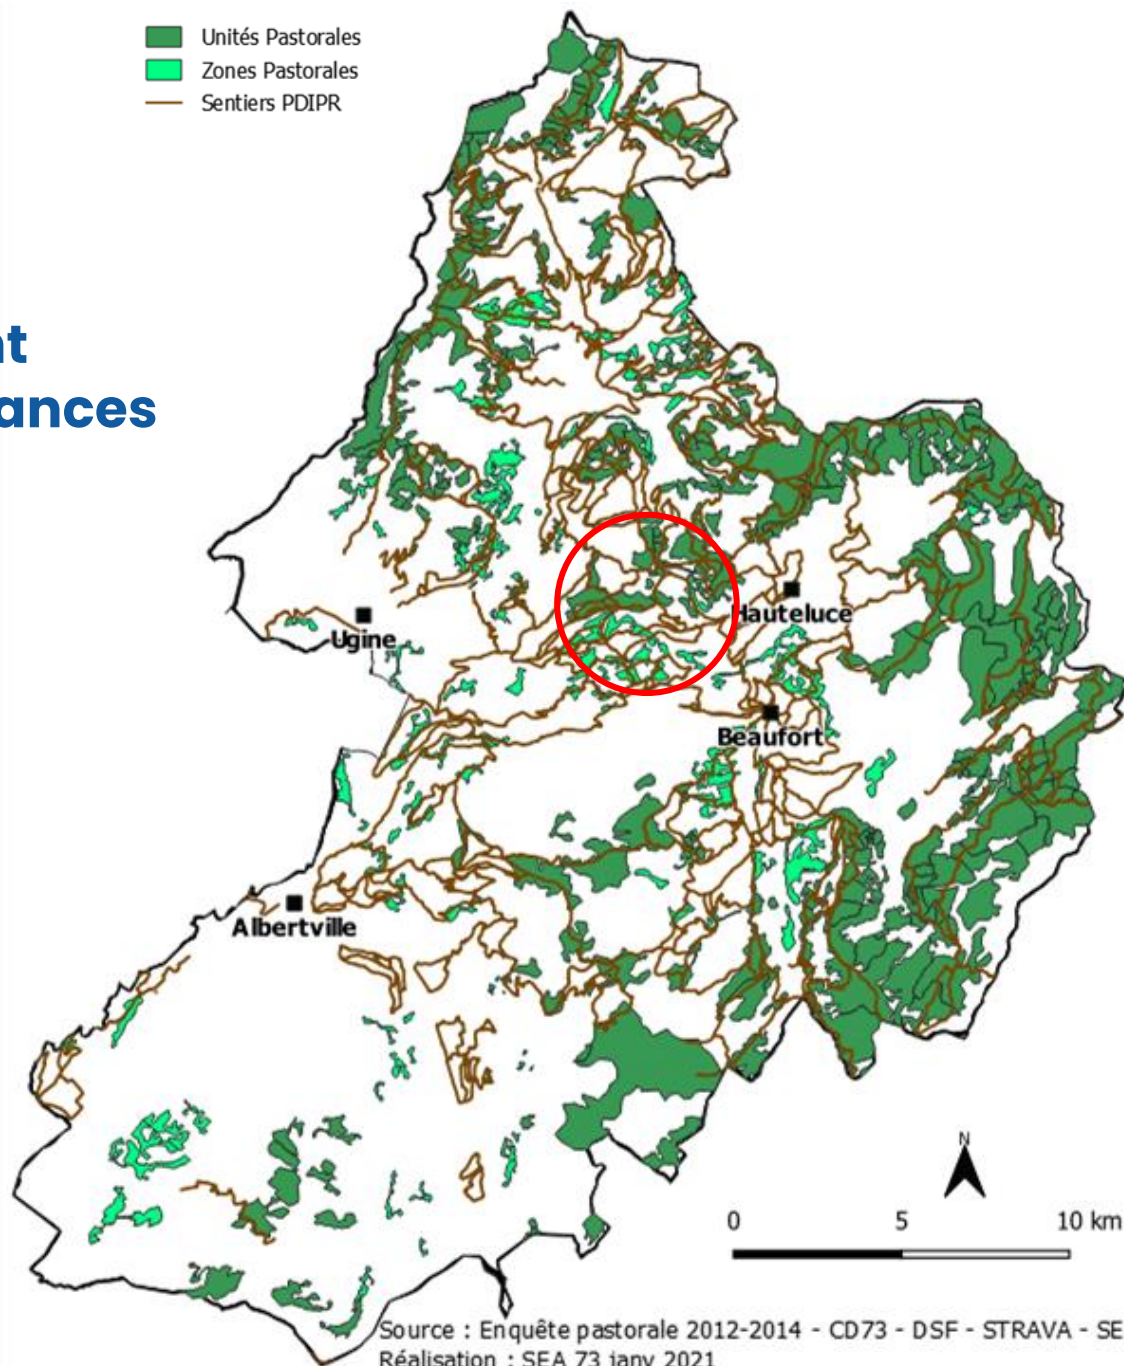 Unités Pastorales
Zones Pastorales
Sentiers PDIPR
nt
ances
Hauteluce
Ugine
Beaufort
Albertville
N
0 5 10 km
Source : Enquête pastorale 2012-2014 - CD73 - DSF - STRAVA - SE
Réalisation : SEA 73 janv 2021